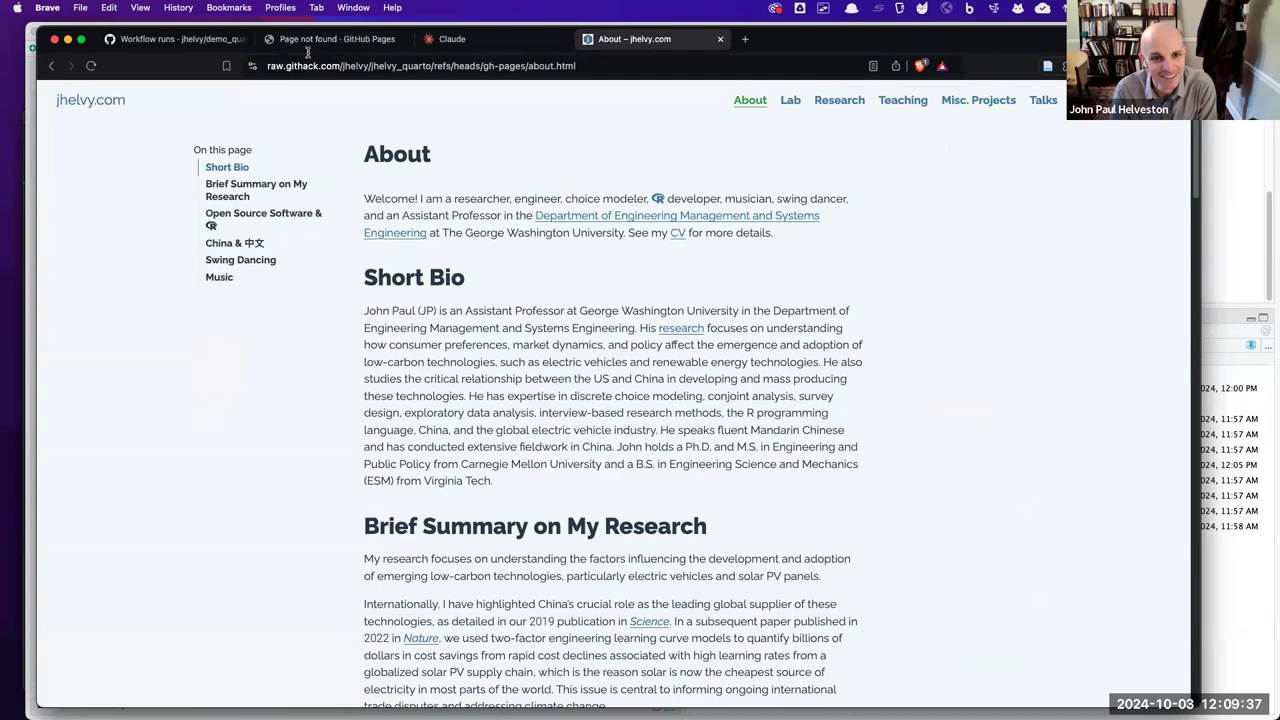 Brave File Edit View History Bookmarks Profiles Tab Window Help
Workflow runs · jhelvy/demo_qua
Page not found · GitHub Pages
Claude
About – jhelvy.com
raw.githack.com/jhelvy/jhelvy_quarto/refs/heads/gh-pages/about.html
jhelvy.com
About Lab Research Teaching Misc. Projects Talks
John Paul Helveston
On this page
Short Bio
Brief Summary on My
Research
Open Source Software &
R
China & 中文
Swing Dancing
Music
About
Welcome! I am a researcher, engineer, choice modeler, R developer, musician, swing dancer,
and an Assistant Professor in the Department of Engineering Management and Systems
Engineering at The George Washington University. See my CV for more details.
Short Bio
John Paul (JP) is an Assistant Professor at George Washington University in the Department of
Engineering Management and Systems Engineering. His research focuses on understanding
how consumer preferences, market dynamics, and policy affect the emergence and adoption of
low-carbon technologies, such as electric vehicles and renewable energy technologies. He also
studies the critical relationship between the US and China in developing and mass producing
these technologies. He has expertise in discrete choice modeling, conjoint analysis, survey
design, exploratory data analysis, interview-based research methods, the R programming
language, China, and the global electric vehicle industry. He speaks fluent Mandarin Chinese
and has conducted extensive fieldwork in China. John holds a Ph.D. and M.S. in Engineering and
Public Policy from Carnegie Mellon University and a B.S. in Engineering Science and Mechanics
(ESM) from Virginia Tech.
Brief Summary on My Research
My research focuses on understanding the factors influencing the development and adoption
of emerging low-carbon technologies, particularly electric vehicles and solar PV panels.
Internationally, I have highlighted China's crucial role as the leading global supplier of these
technologies, as detailed in our 2019 publication in Science. In a subsequent paper published in
2022 in Nature, we used two-factor engineering learning curve models to quantify billions of
dollars in cost savings from rapid cost declines associated with high learning rates from a
globalized solar PV supply chain, which is the reason solar is now the cheapest source of
electricity in most parts of the world. This issue is central to informing ongoing international
trade disputes and addressing climate change.
024, 12:00 PM
024, 11:57 AM
024, 11:57 AM
024, 11:57 AM
024, 12:05 PM
024, 11:57 AM
024, 11:57 AM
024, 11:57 AM
024, 11:58 AM
2024-10-03 12:09:37